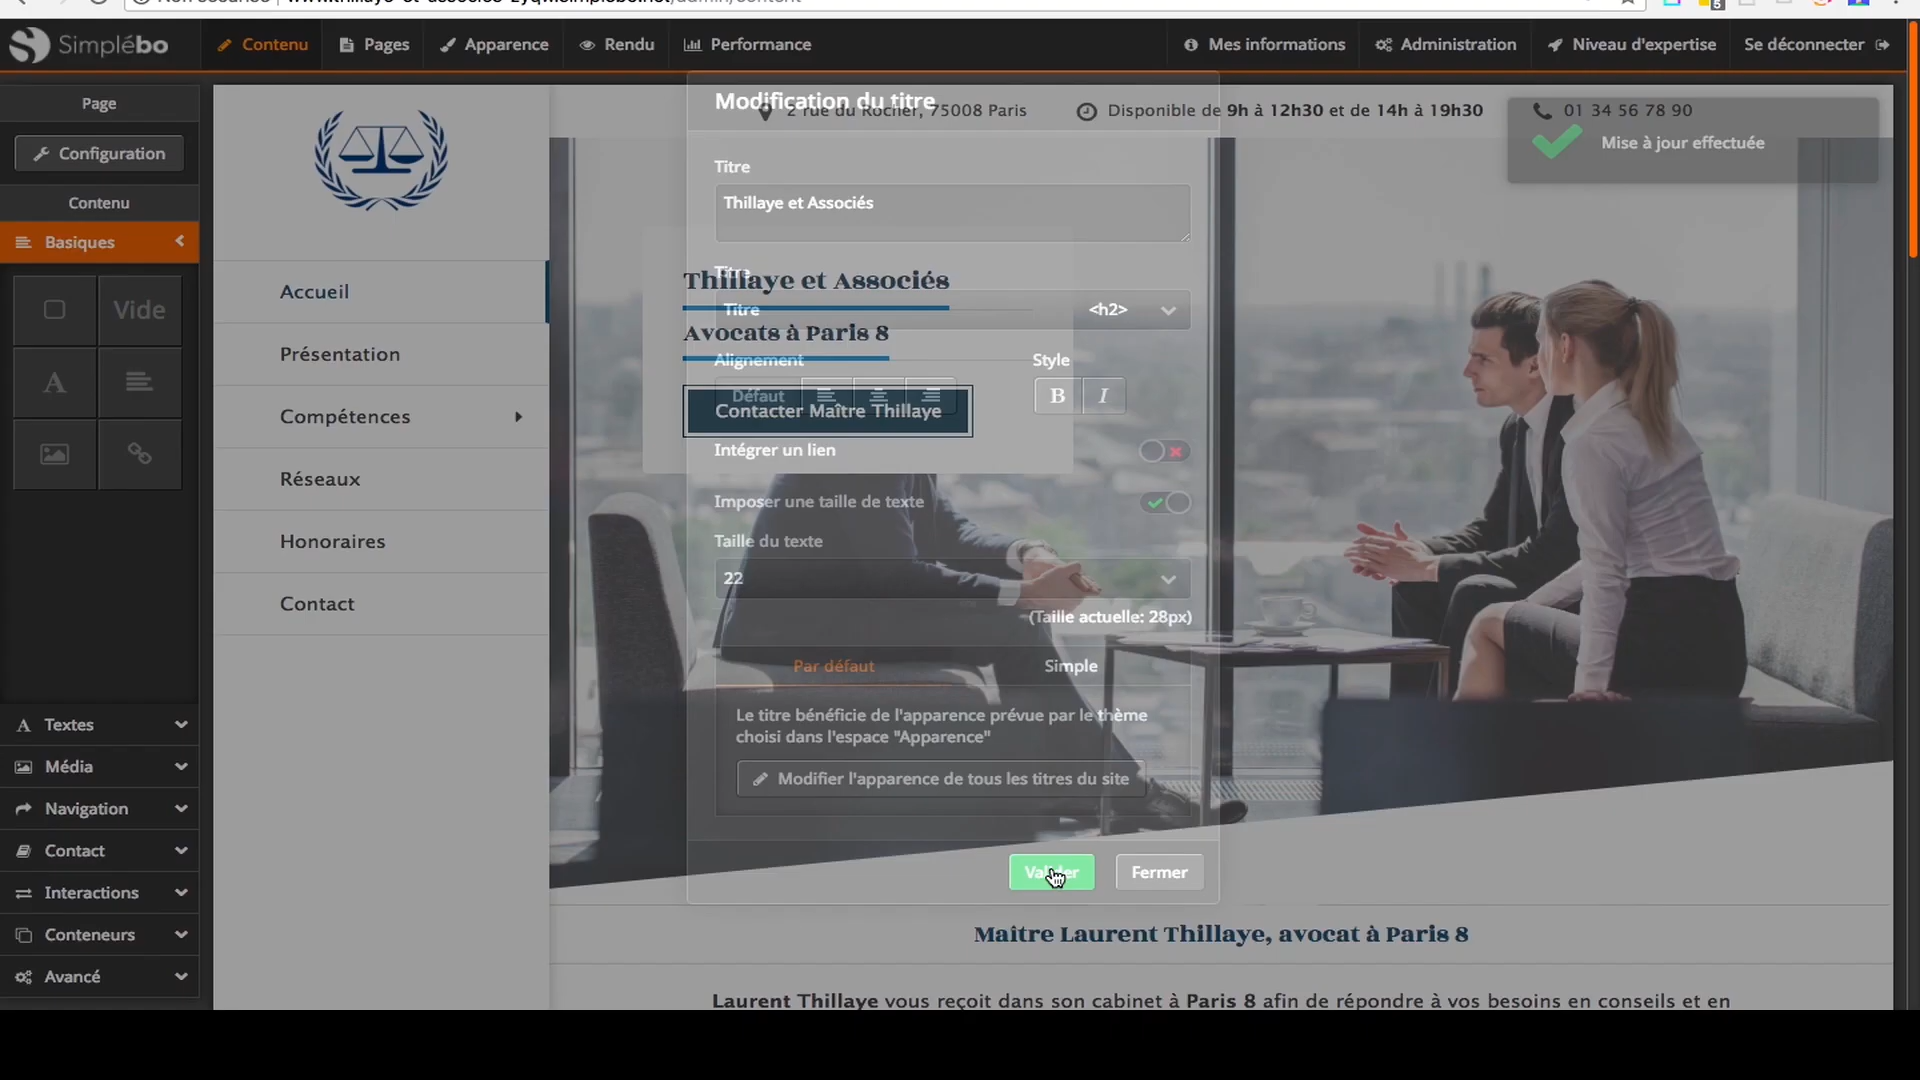 Simplébo
Contenu
Pages
Apparence
Rendu
Performance
Mes informations
Administration
Niveau d'expertise
Se déconnecter
Page
Configuration
Contenu
Basiques
Vide
A
Textes
Média
Navigation
Contact
Interactions
Conteneurs
Avancé
Accueil
Présentation
Compétences
Réseaux
Honoraires
Contact
2 rue du Rocher, 75008 Paris
Disponible de 9h à 12h30 et de 14h à 19h30
01 34 56 78 90
Mise à jour effectuée
Modification du titre
Titre
Thillaye et Associés
Titre
Thillaye et Associés
Titre
<h2>
Avocats à Paris 8
Alignement
Style
Défaut
B
I
Contacter Maître Thillaye
Intégrer un lien
Imposer une taille de texte
Taille du texte
22
(Taille actuelle: 28px)
Par défaut
Simple
Le titre bénéficie de l'apparence prévue par le thème
choisi dans l'espace "Apparence"
Modifier l'apparence de tous les titres du site
Valider
Fermer
Maître Laurent Thillaye, avocat à Paris 8
Laurent Thillaye vous reçoit dans son cabinet à Paris 8 afin de répondre à vos besoins en conseils et en